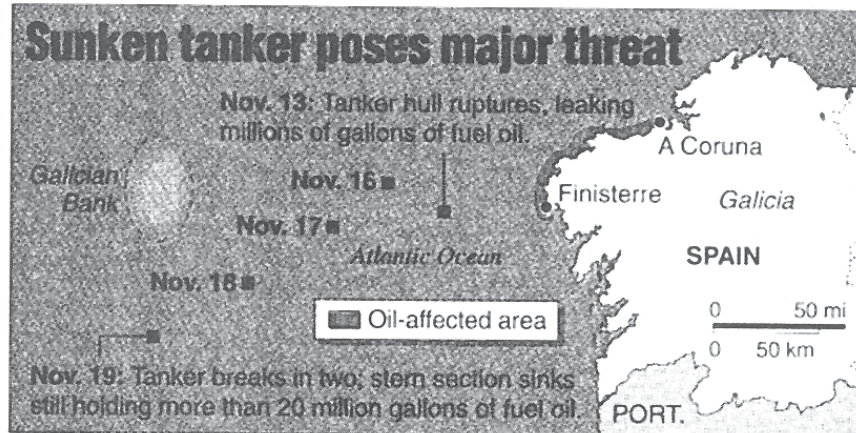 Sunken tanker poses major threat
Nov. 13: Tanker hull ruptures, leaking
millions of gallons of fuel oil.
A Coruna
Galician
Bank
Nov. 16
Finisterre
Galicia
Nov. 17
Atlantic Ocean
SPAIN
Nov. 18
Oil-affected area
0 50 mi
0 50 km
Nov. 19: Tanker breaks in two; stern section sinks
still holding more than 20 million gallons of fuel oil.
PORT.